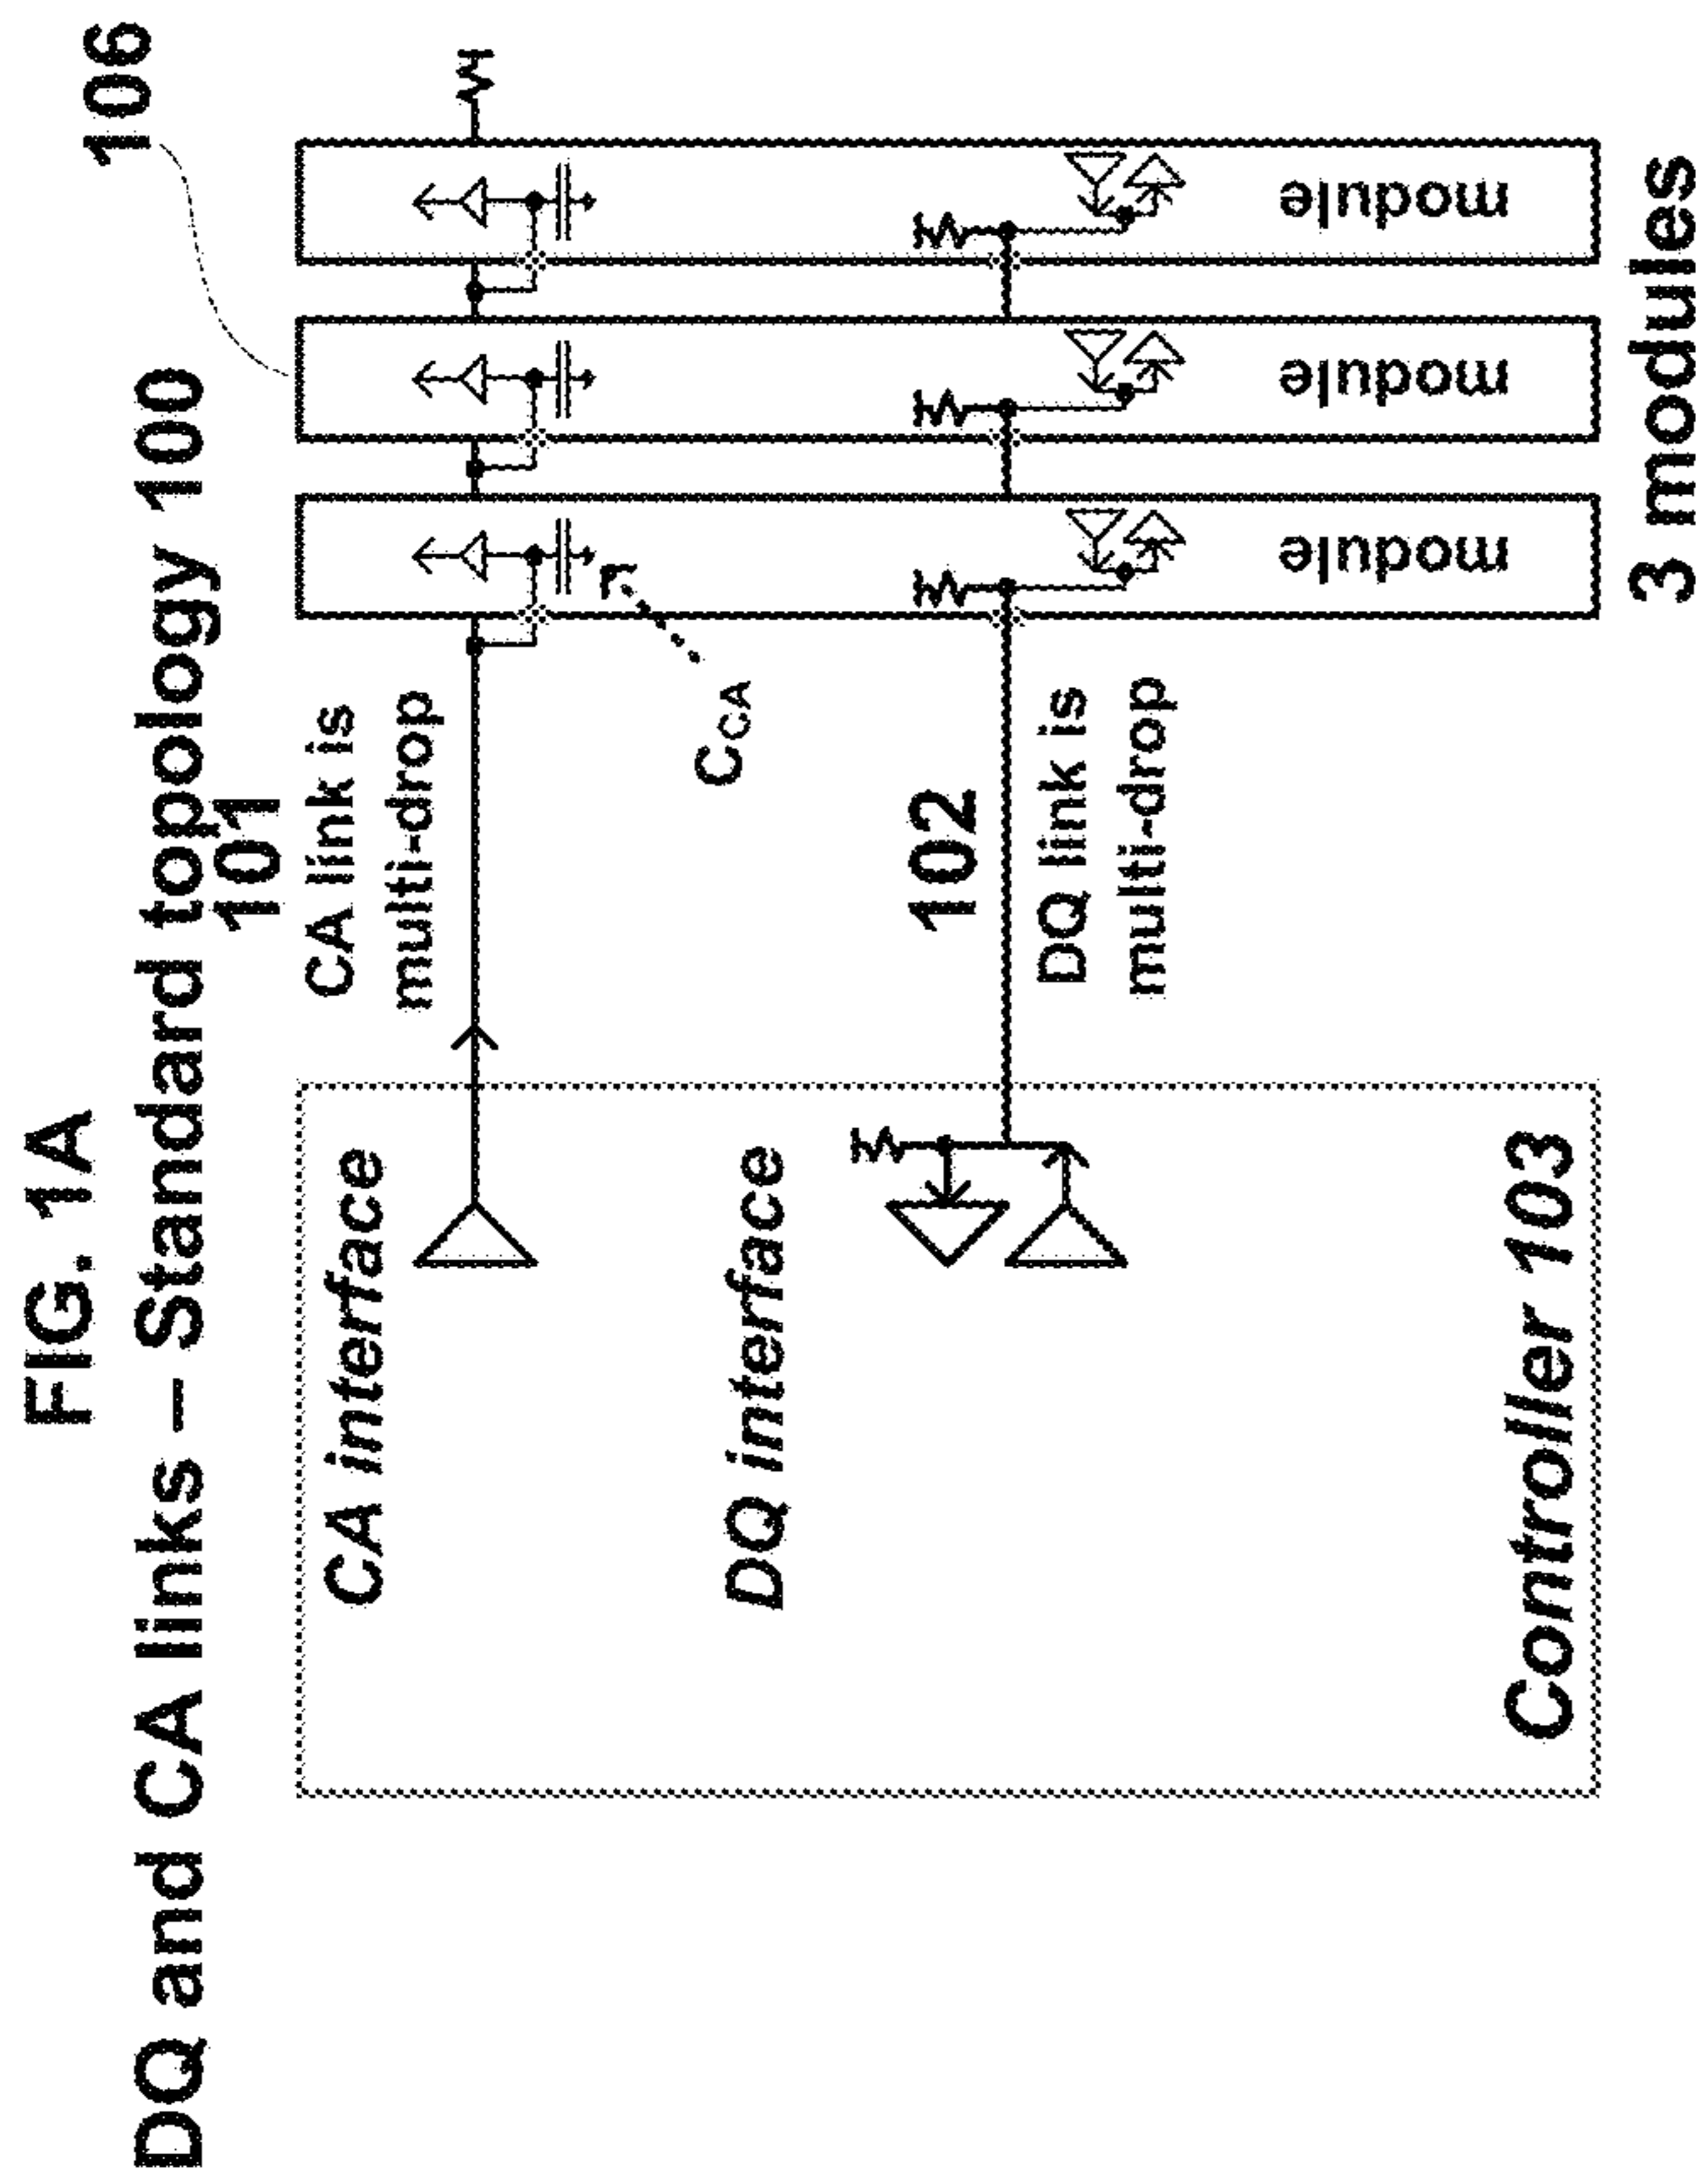 FIG. 1A
DQ and CA links – Standard topology 100
106
101
CA link is
multi-drop
CA interface
CCA
DQ interface
102
DQ link is
multi-drop
module
module
module
Controller 103
3 modules